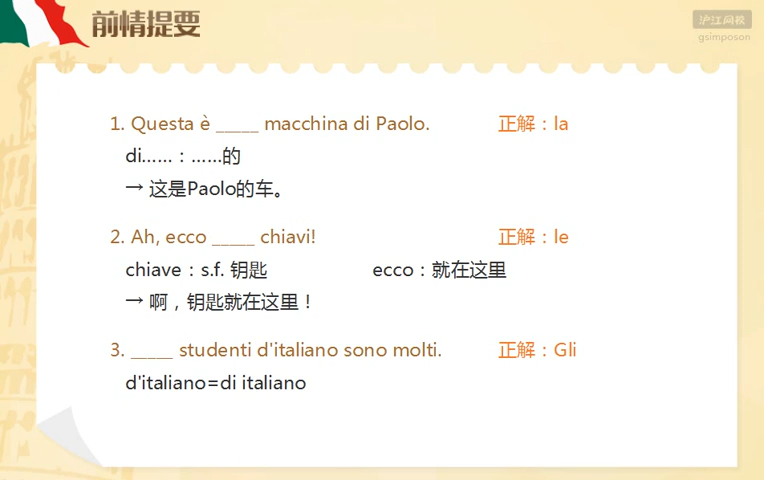 前情提要
沪江网校
gsimposon
1. Questa è _____ macchina di Paolo. 正解：la
di……：……的
→ 这是Paolo的车。
2. Ah, ecco _____ chiavi! 正解：le
chiave：s.f. 钥匙 ecco：就在这里
→ 啊，钥匙就在这里！
3. _____ studenti d'italiano sono molti. 正解：Gli
d'italiano=di italiano